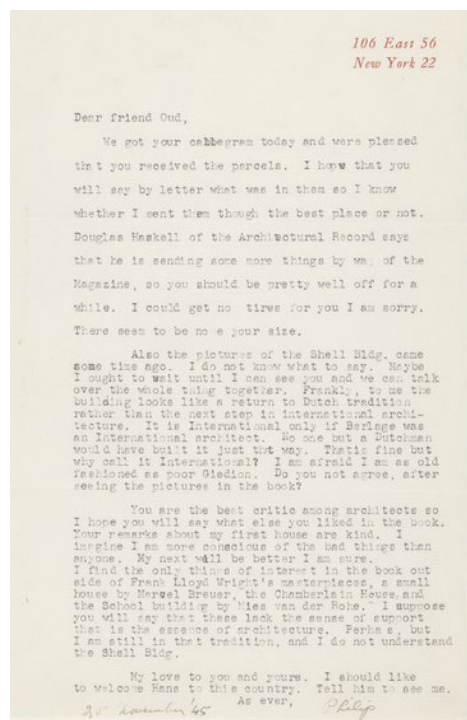 106 East 56
New York 22
Dear friend Oud,
We got your cabbegram today and were pleased
that you received the parcels. I hope that you
will say by letter what was in them so I know
whether I sent them though the best place or not.
Douglas Haskell of the Architectural Record says
that he is sending some more things by way of the
Magazine, so you should be pretty well off for a
while. I could get no tires for you I am sorry.
There seem to be no e your size.
Also the pictures of the Shell Bldg. came
some time ago. I do not know what to say. Maybe
I ought to wait until I can see you and we can talk
over the whole thing together. Frankly, to me the
building looks like a return to Dutch tradition
rather than the next step in international archi-
tecture. It is International only if Berlage was
an International architect. No one but a Dutchman
would have built it just tht way. Thatis fine but
why call it International? I am afraid I am as old
fashioned as poor Giedion. Do you not agree, after
seeing the pictures in the book?
You are the best critic among architects so
I hope you will say what else you liked in the book.
Your remarks about my first house are kind. I
imagine I am more conscious of the bad things than
anyone. My next will be better I am sure.
I find the only things of interest in the book out
side of Frank Lloyd Wright's masterpieces, a small
house by Marcel Breuer, the Chamberlain House, and
the School building by Mies van der Rohe. I suppose
you will say that these lack the sense of support
that is the essence of architecture. Perha s, but
I am still in that tradition, and I do not understand
the Shell Bldg.
My love to you and yours. I should like
to welcome Hans to this country. Tell him to see me.
As ever,
25 november '45 Philip